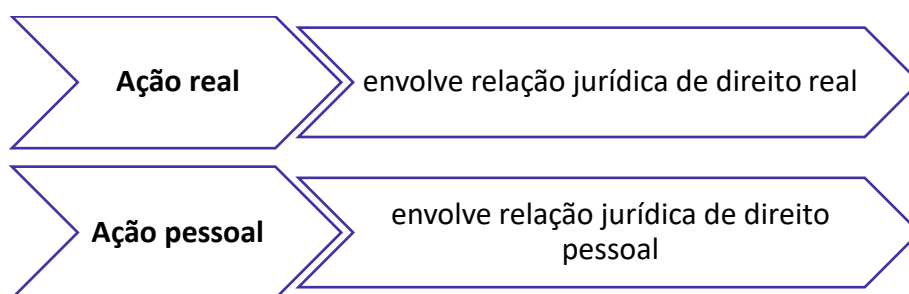 Ação real
envolve relação jurídica de direito real
Ação pessoal
envolve relação jurídica de direito
pessoal